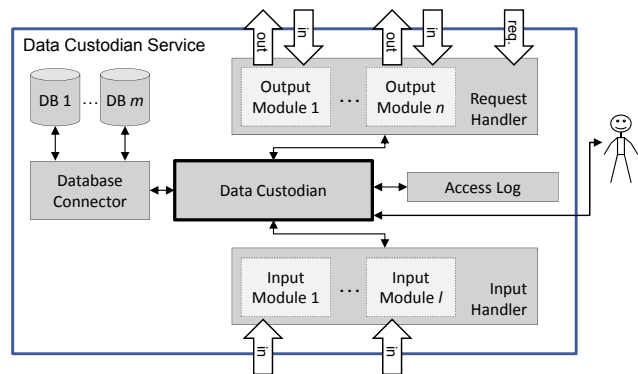 out
in
out
in
req.
Data Custodian Service
DB 1
...
DB m
Output
Module 1
...
Output
Module n
Request
Handler
Database
Connector
Data Custodian
Access Log
Input
Module 1
...
Input
Module l
Input
Handler
in
in